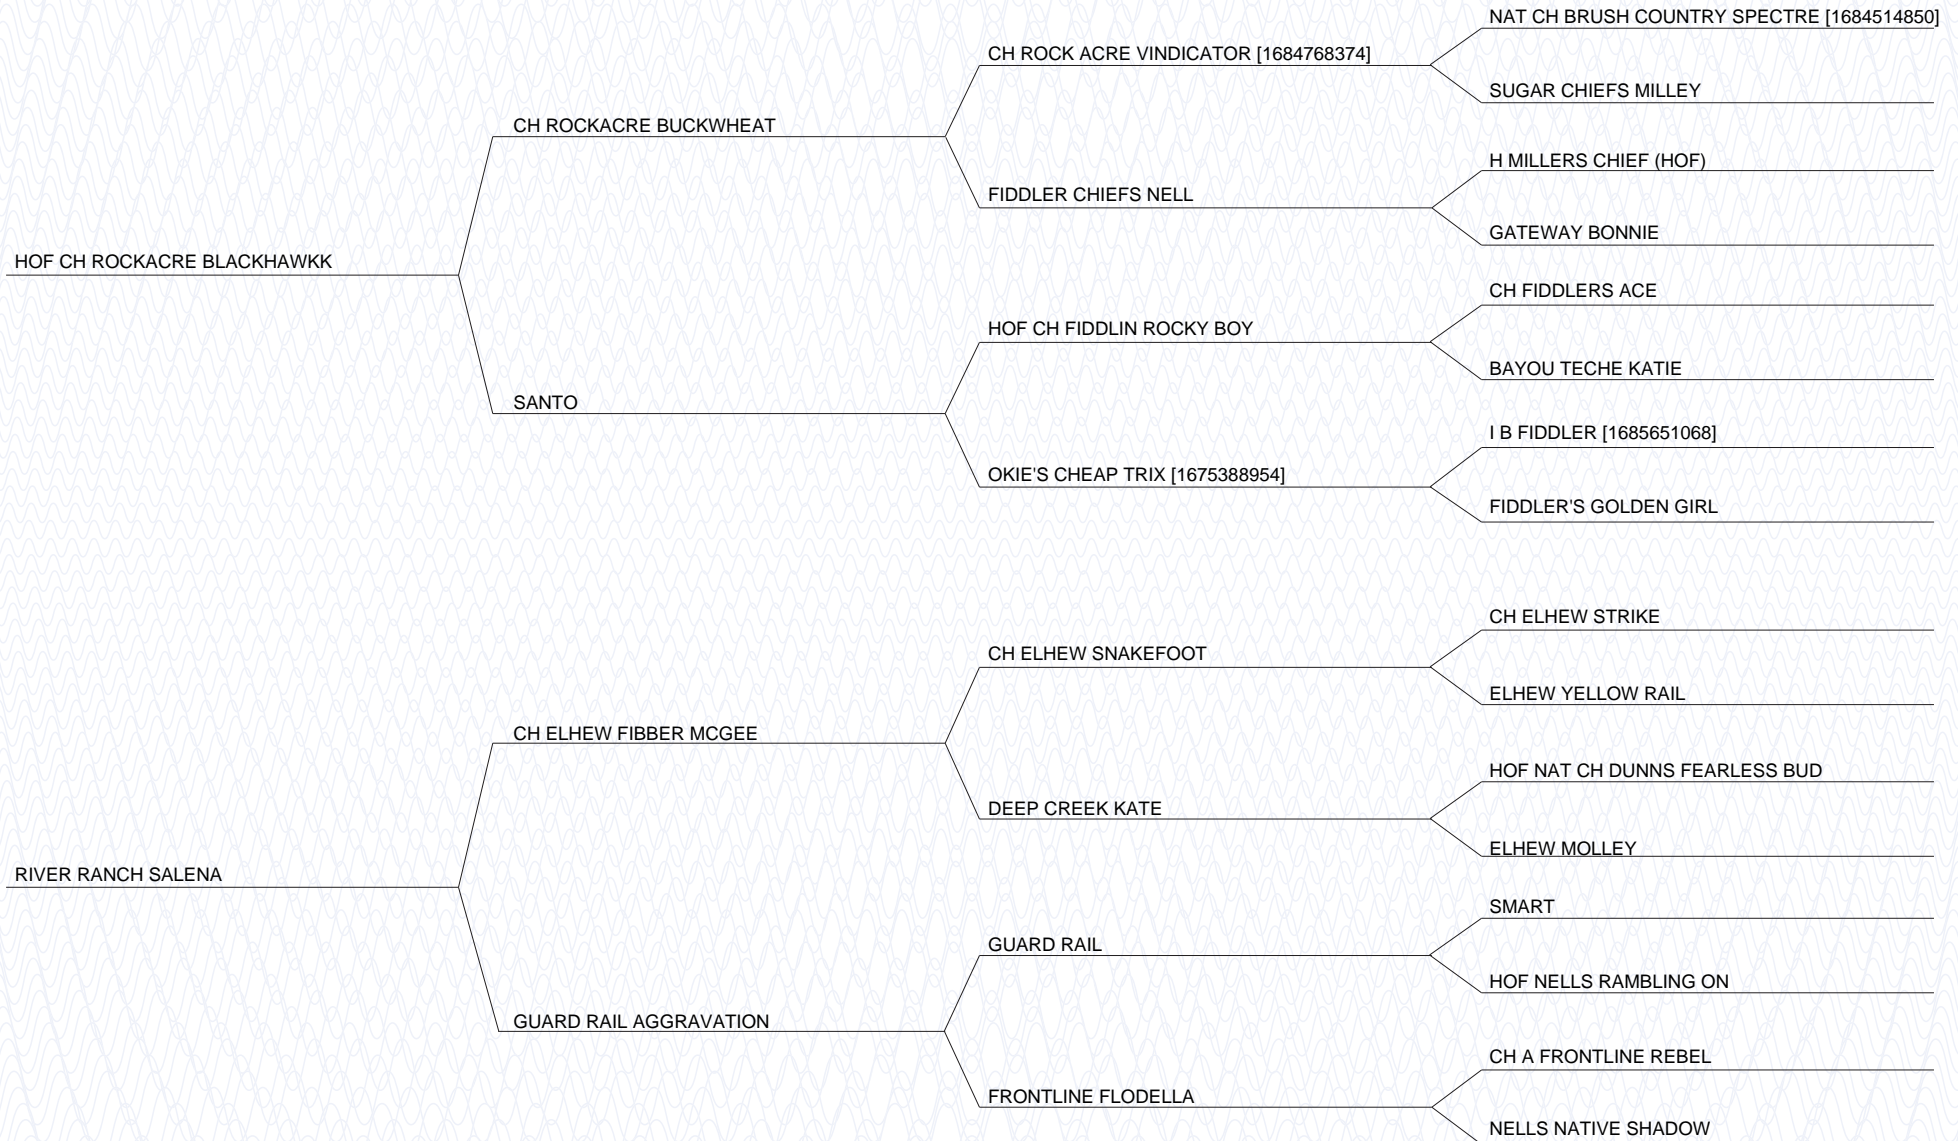 NAT CH BRUSH COUNTRY SPECTRE [1684514850]
CH ROCK ACRE VINDICATOR [1684768374]
SUGAR CHIEFS MILLEY
CH ROCKACRE BUCKWHEAT
H MILLERS CHIEF (HOF)
FIDDLER CHIEFS NELL
GATEWAY BONNIE
HOF CH ROCKACRE BLACKHAWKK
CH FIDDLERS ACE
HOF CH FIDDLIN ROCKY BOY
BAYOU TECHE KATIE
SANTO
I B FIDDLER [1685651068]
OKIE'S CHEAP TRIX [1675388954]
FIDDLER'S GOLDEN GIRL
CH ELHEW STRIKE
CH ELHEW SNAKEFOOT
ELHEW YELLOW RAIL
CH ELHEW FIBBER MCGEE
HOF NAT CH DUNNS FEARLESS BUD
DEEP CREEK KATE
ELHEW MOLLEY
RIVER RANCH SALENA
SMART
GUARD RAIL
HOF NELLS RAMBLING ON
GUARD RAIL AGGRAVATION
CH A FRONTLINE REBEL
FRONTLINE FLODELLA
NELLS NATIVE SHADOW